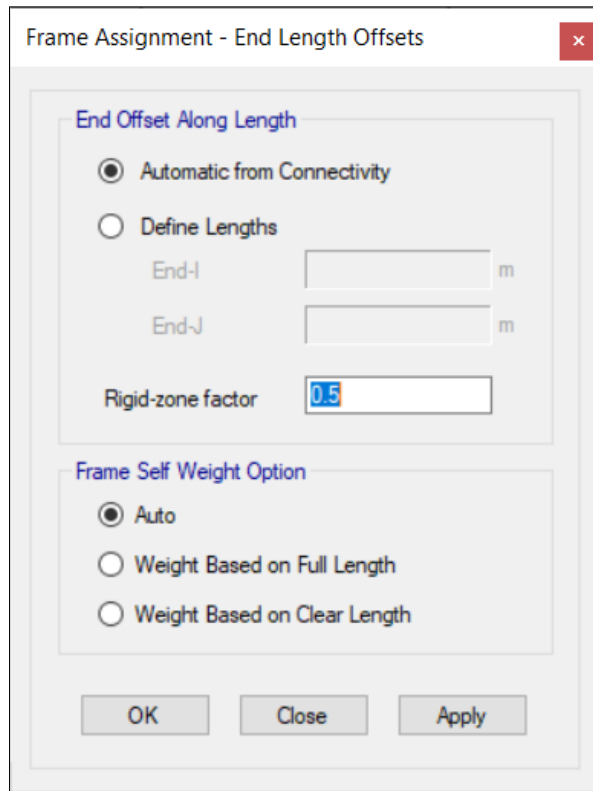 Frame Assignment - End Length Offsets
End Offset Along Length
Automatic from Connectivity
Define Lengths
End-I m
End-J m
Rigid-zone factor 0.5
Frame Self Weight Option
Auto
Weight Based on Full Length
Weight Based on Clear Length
OK Close Apply